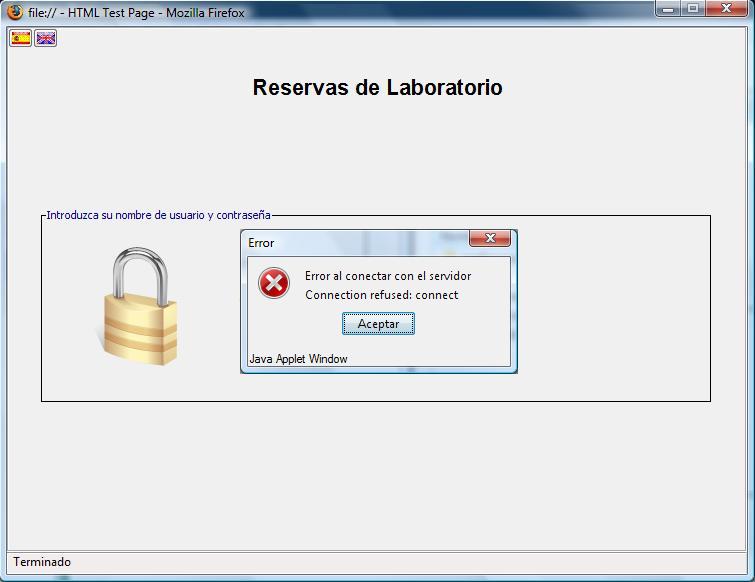 file:// - HTML Test Page - Mozilla Firefox
Reservas de Laboratorio
Introduzca su nombre de usuario y contraseña
Error
Error al conectar con el servidor
Connection refused: connect
Aceptar
Java Applet Window
Terminado